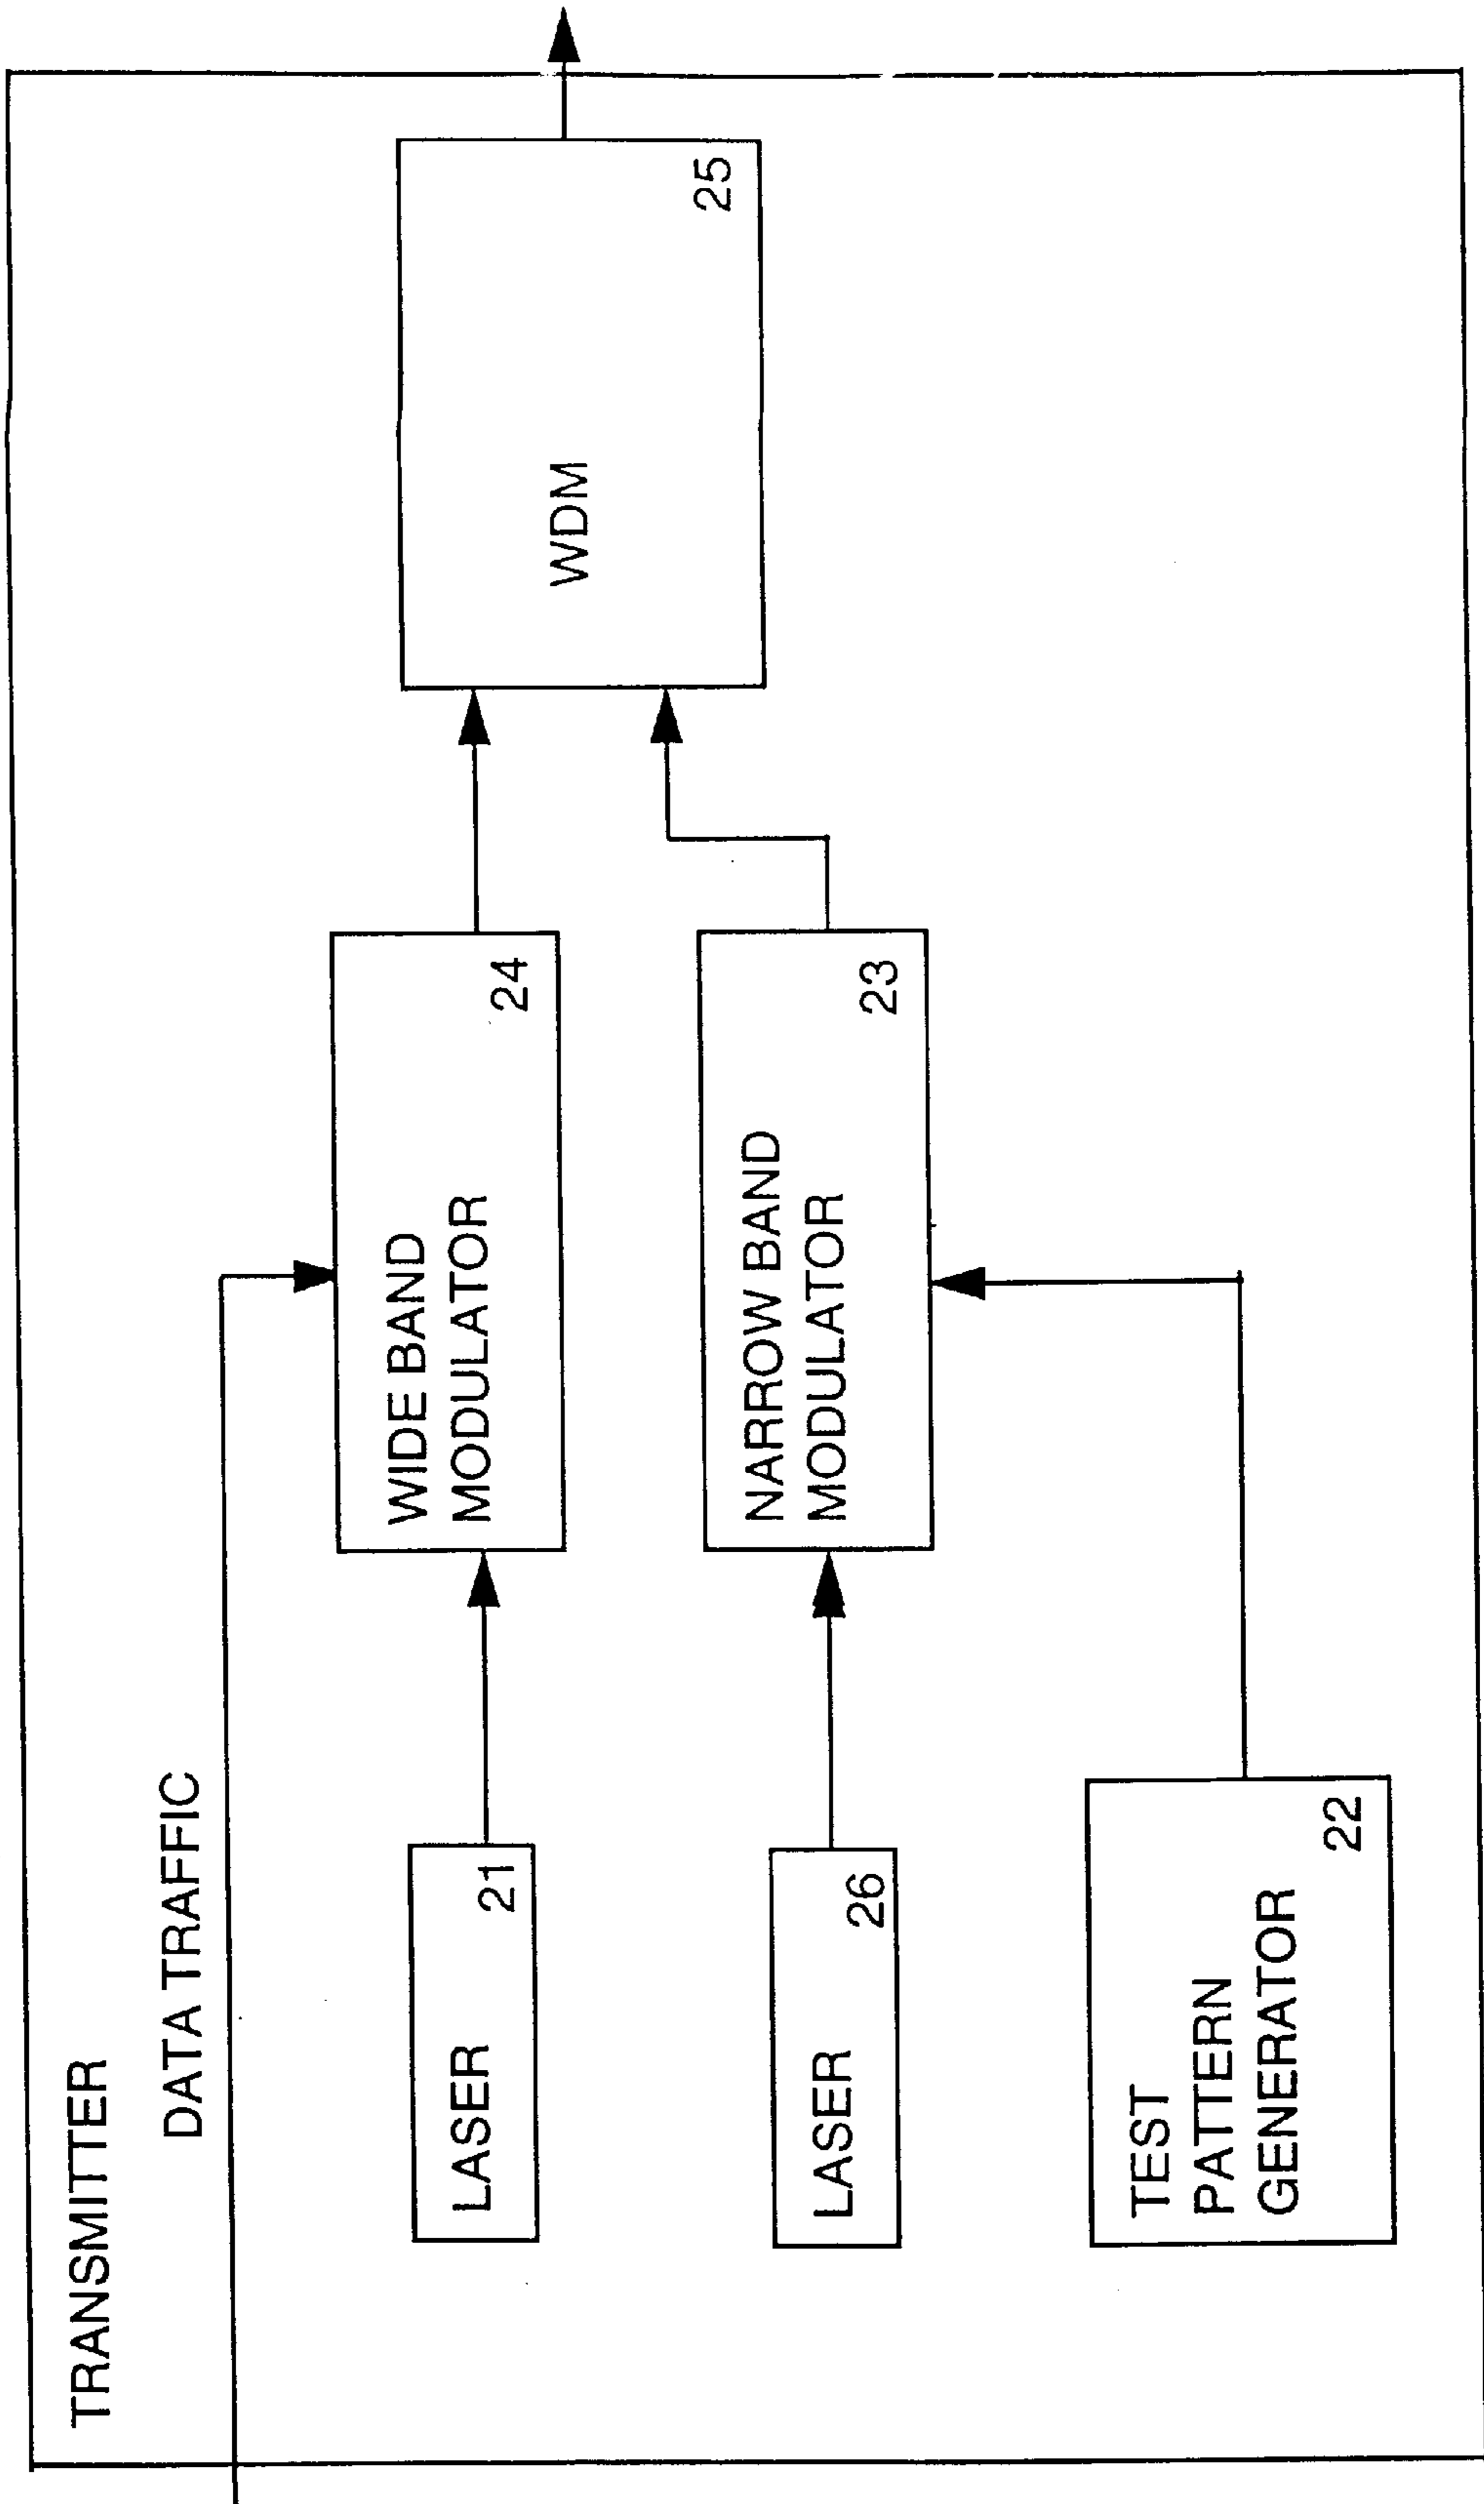 TRANSMITTER
DATA TRAFFIC
LASER
21
WIDE BAND
MODULATOR
24
WDM
25
LASER
26
NARROW BAND
MODULATOR
23
TEST
PATTERN
GENERATOR
22